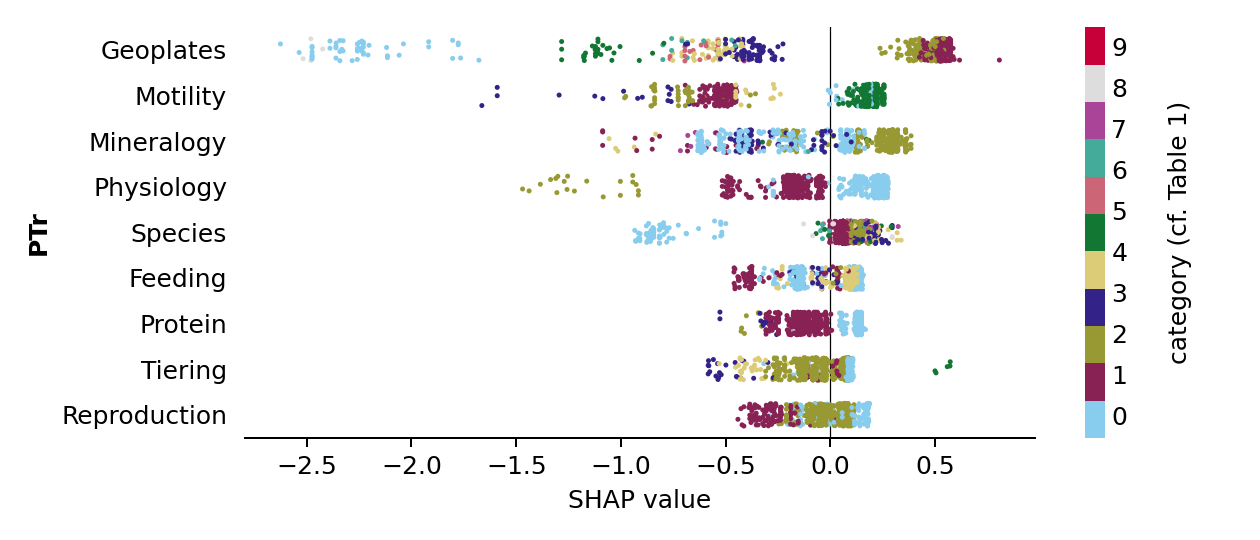 PTr
Geoplates
Motility
Mineralogy
Physiology
Species
Feeding
Protein
Tiering
Reproduction
−2.5 −2.0 −1.5 −1.0 −0.5 0.0 0.5
SHAP value
9
8
7
6
5
4
3
2
1
0
category (cf. Table 1)